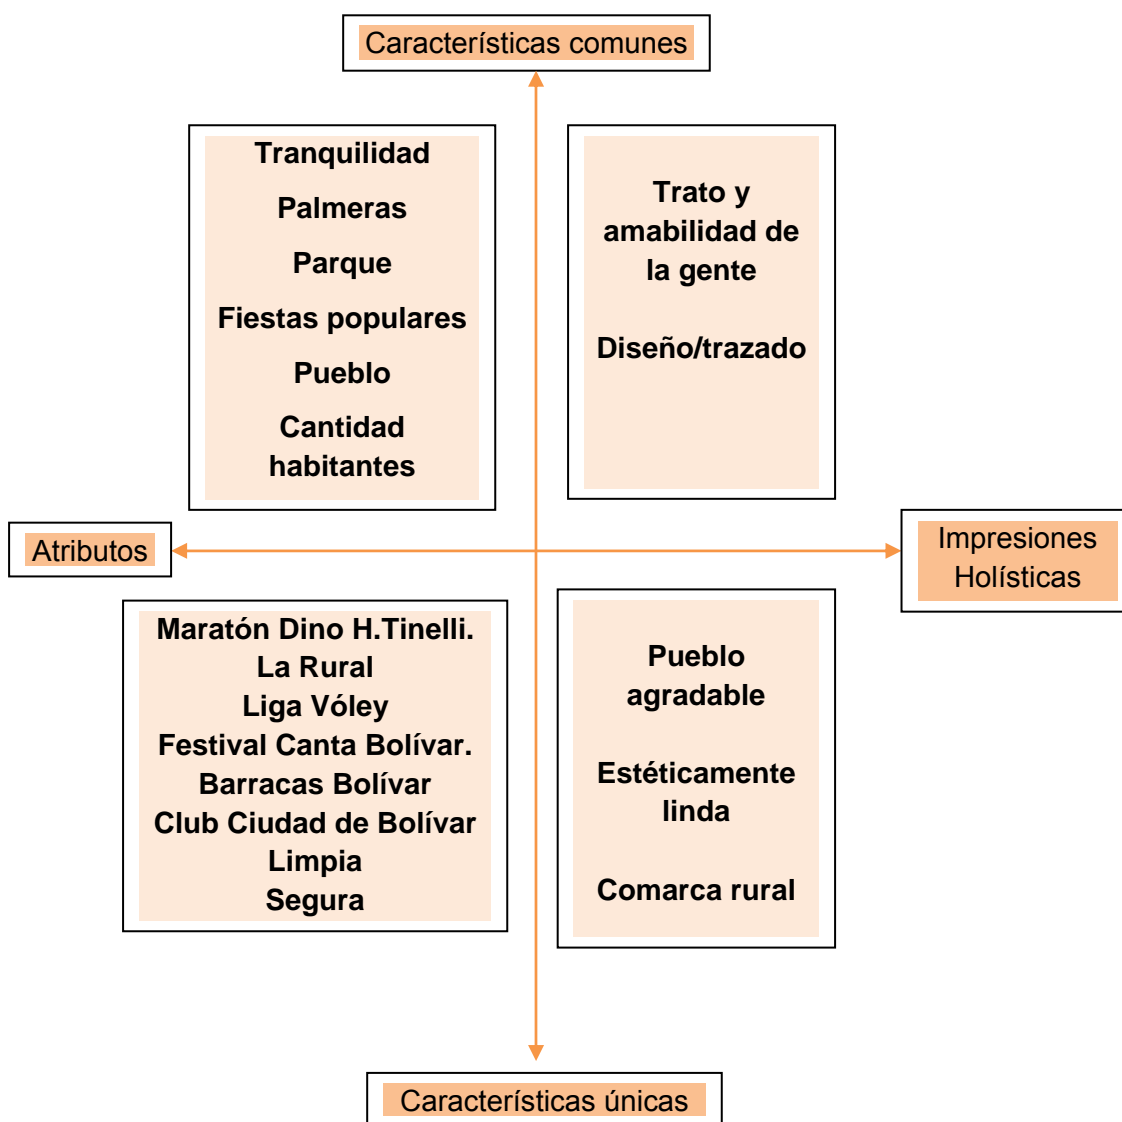 Características comunes
Tranquilidad
Palmeras
Parque
Fiestas populares
Pueblo
Cantidad
habitantes
Trato y
amabilidad de
la gente
Diseño/trazado
Atributos
Impresiones
Holísticas
Maratón Dino H.Tinelli.
La Rural
Liga Vóley
Festival Canta Bolívar.
Barracas Bolívar
Club Ciudad de Bolívar
Limpia
Segura
Pueblo
agradable
Estéticamente
linda
Comarca rural
Características únicas